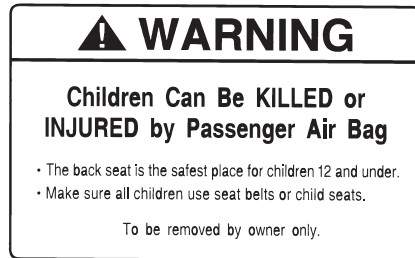 WARNING
Children Can Be KILLED or
INJURED by Passenger Air Bag
• The back seat is the safest place for children 12 and under.
• Make sure all children use seat belts or child seats.
To be removed by owner only.